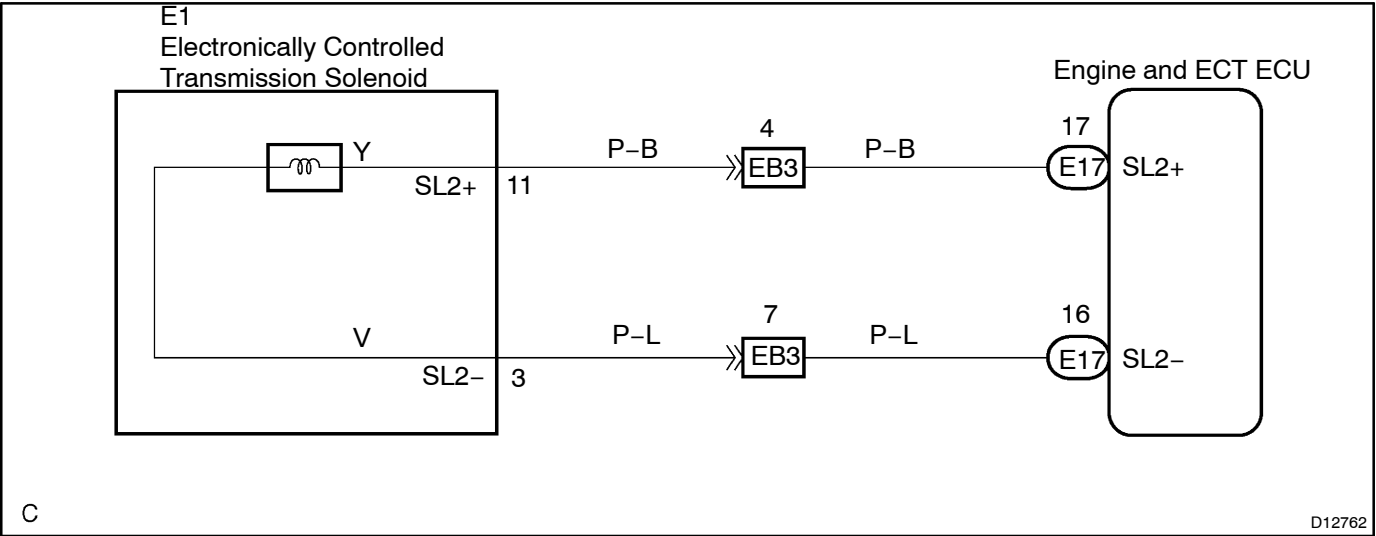 E1
Electronically Controlled
Transmission Solenoid
Engine and ECT ECU
Y
P−B
4
P−B
17
EB3
E17
SL2+
SL2+
11
V
P−L
7
P−L
16
EB3
E17
SL2−
SL2−
3
C
D12762